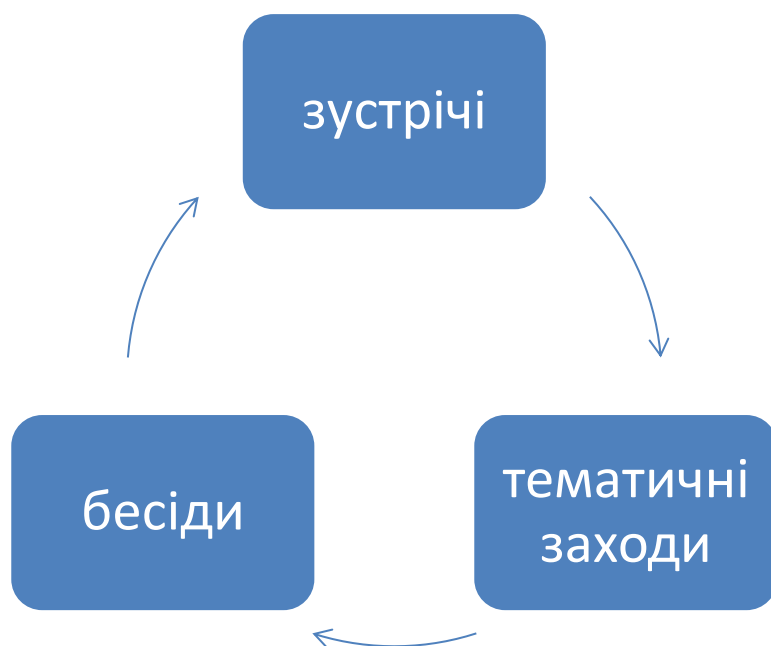 зустрічі
тематичні
заходи
бесіди